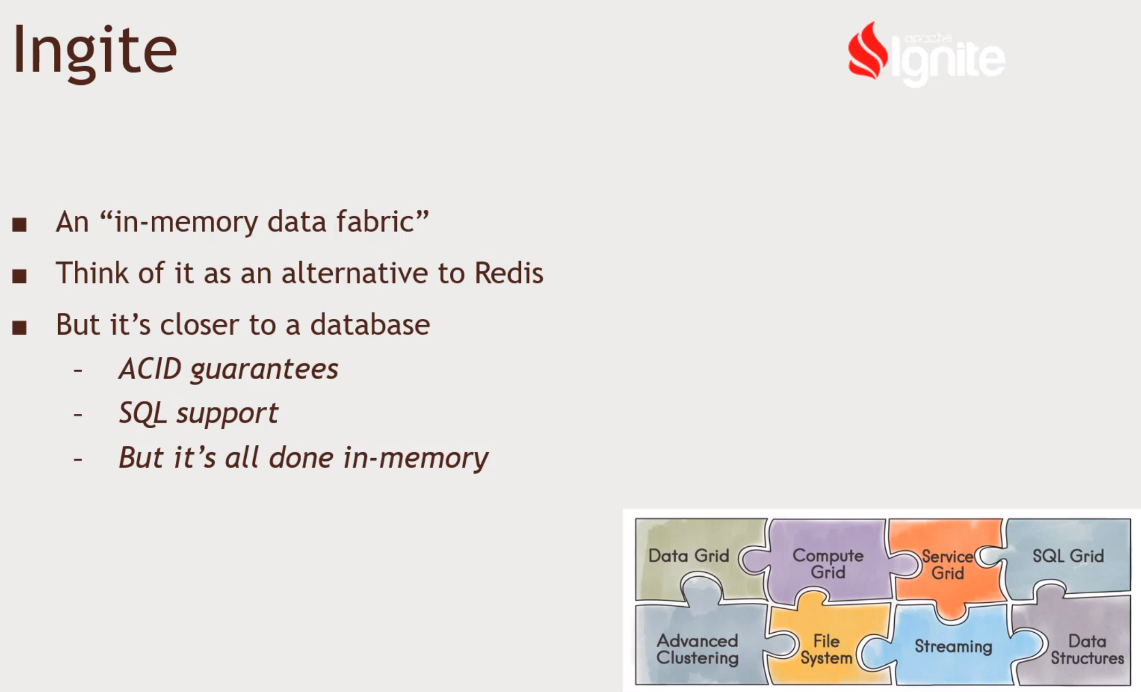 Ingite
apache
Ignite
■ An “in-memory data fabric”
■ Think of it as an alternative to Redis
■ But it’s closer to a database
– ACID guarantees
– SQL support
– But it’s all done in-memory
Data Grid
Compute
Grid
Service
Grid
SQL Grid
Advanced
Clustering
File
System
Streaming
Data
Structures